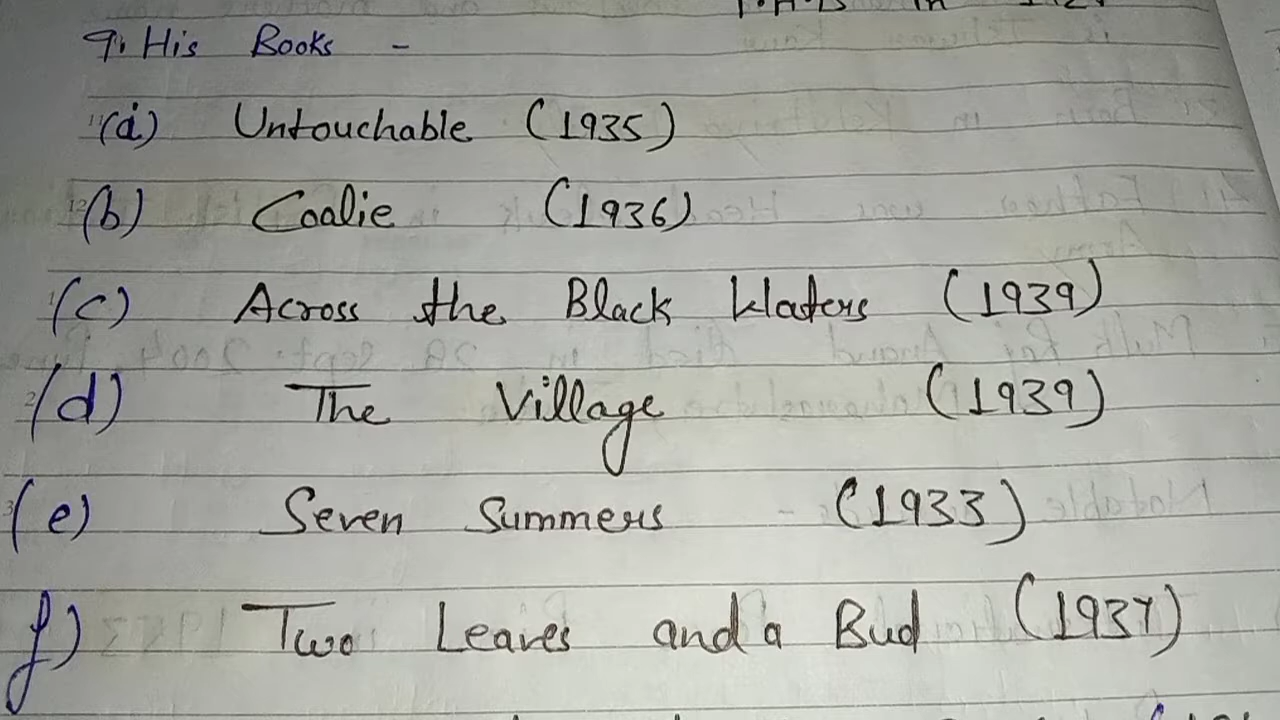 9. His Books -
(a) Untouchable (1935)
(b) Coolie (1936)
(c) Across the Black Waters (1939)
(d) The Village (1939)
(e) Seven Summers - (1933)
f) Two Leaves and a Bud (1937)